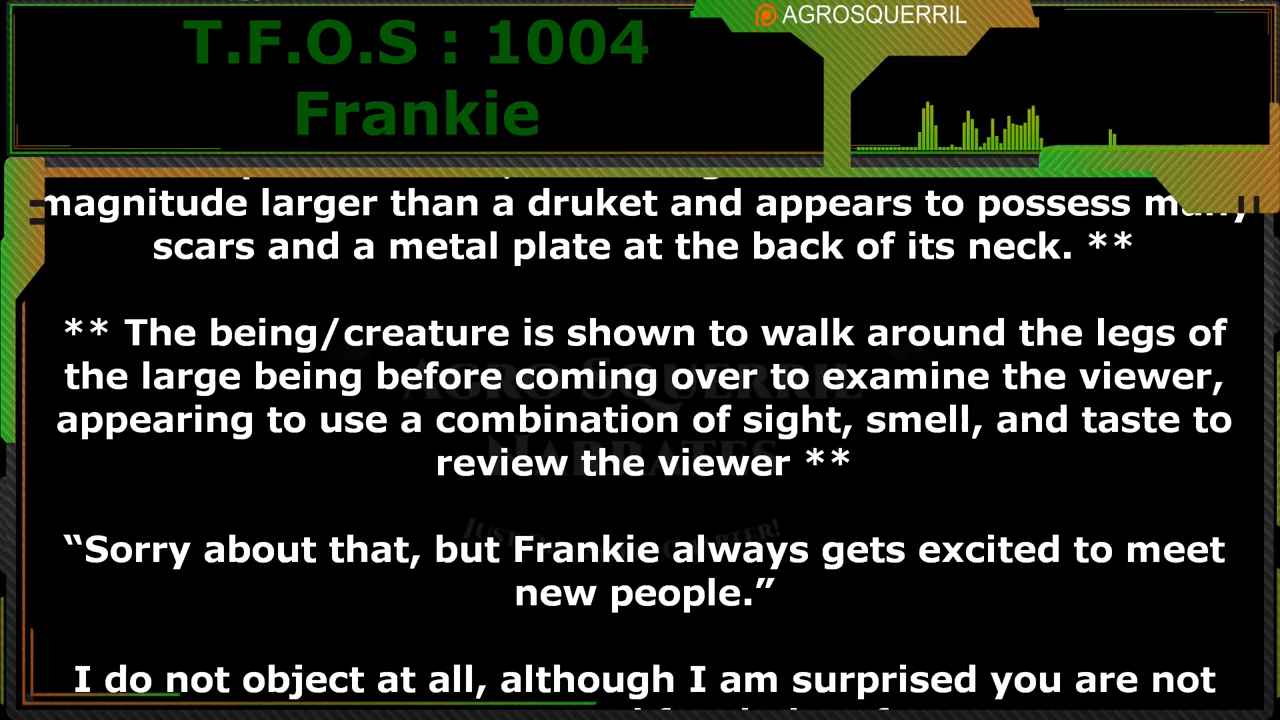 AGROSQUERRIL
T.F.O.S : 1004
Frankie
magnitude larger than a druket and appears to possess many
scars and a metal plate at the back of its neck. **
** The being/creature is shown to walk around the legs of
the large being before coming over to examine the viewer,
appearing to use a combination of sight, smell, and taste to
review the viewer **
“Sorry about that, but Frankie always gets excited to meet
new people.”
I do not object at all, although I am surprised you are not